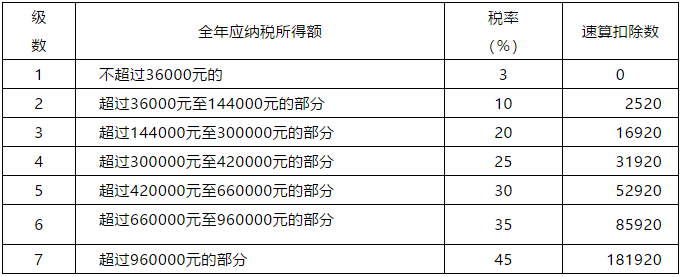 级数 全年应纳税所得额 税率（%） 速算扣除数
1 不超过36000元的 3 0
2 超过36000元至144000元的部分 10 2520
3 超过144000元至300000元的部分 20 16920
4 超过300000元至420000元的部分 25 31920
5 超过420000元至660000元的部分 30 52920
6 超过660000元至960000元的部分 35 85920
7 超过960000元的部分 45 181920